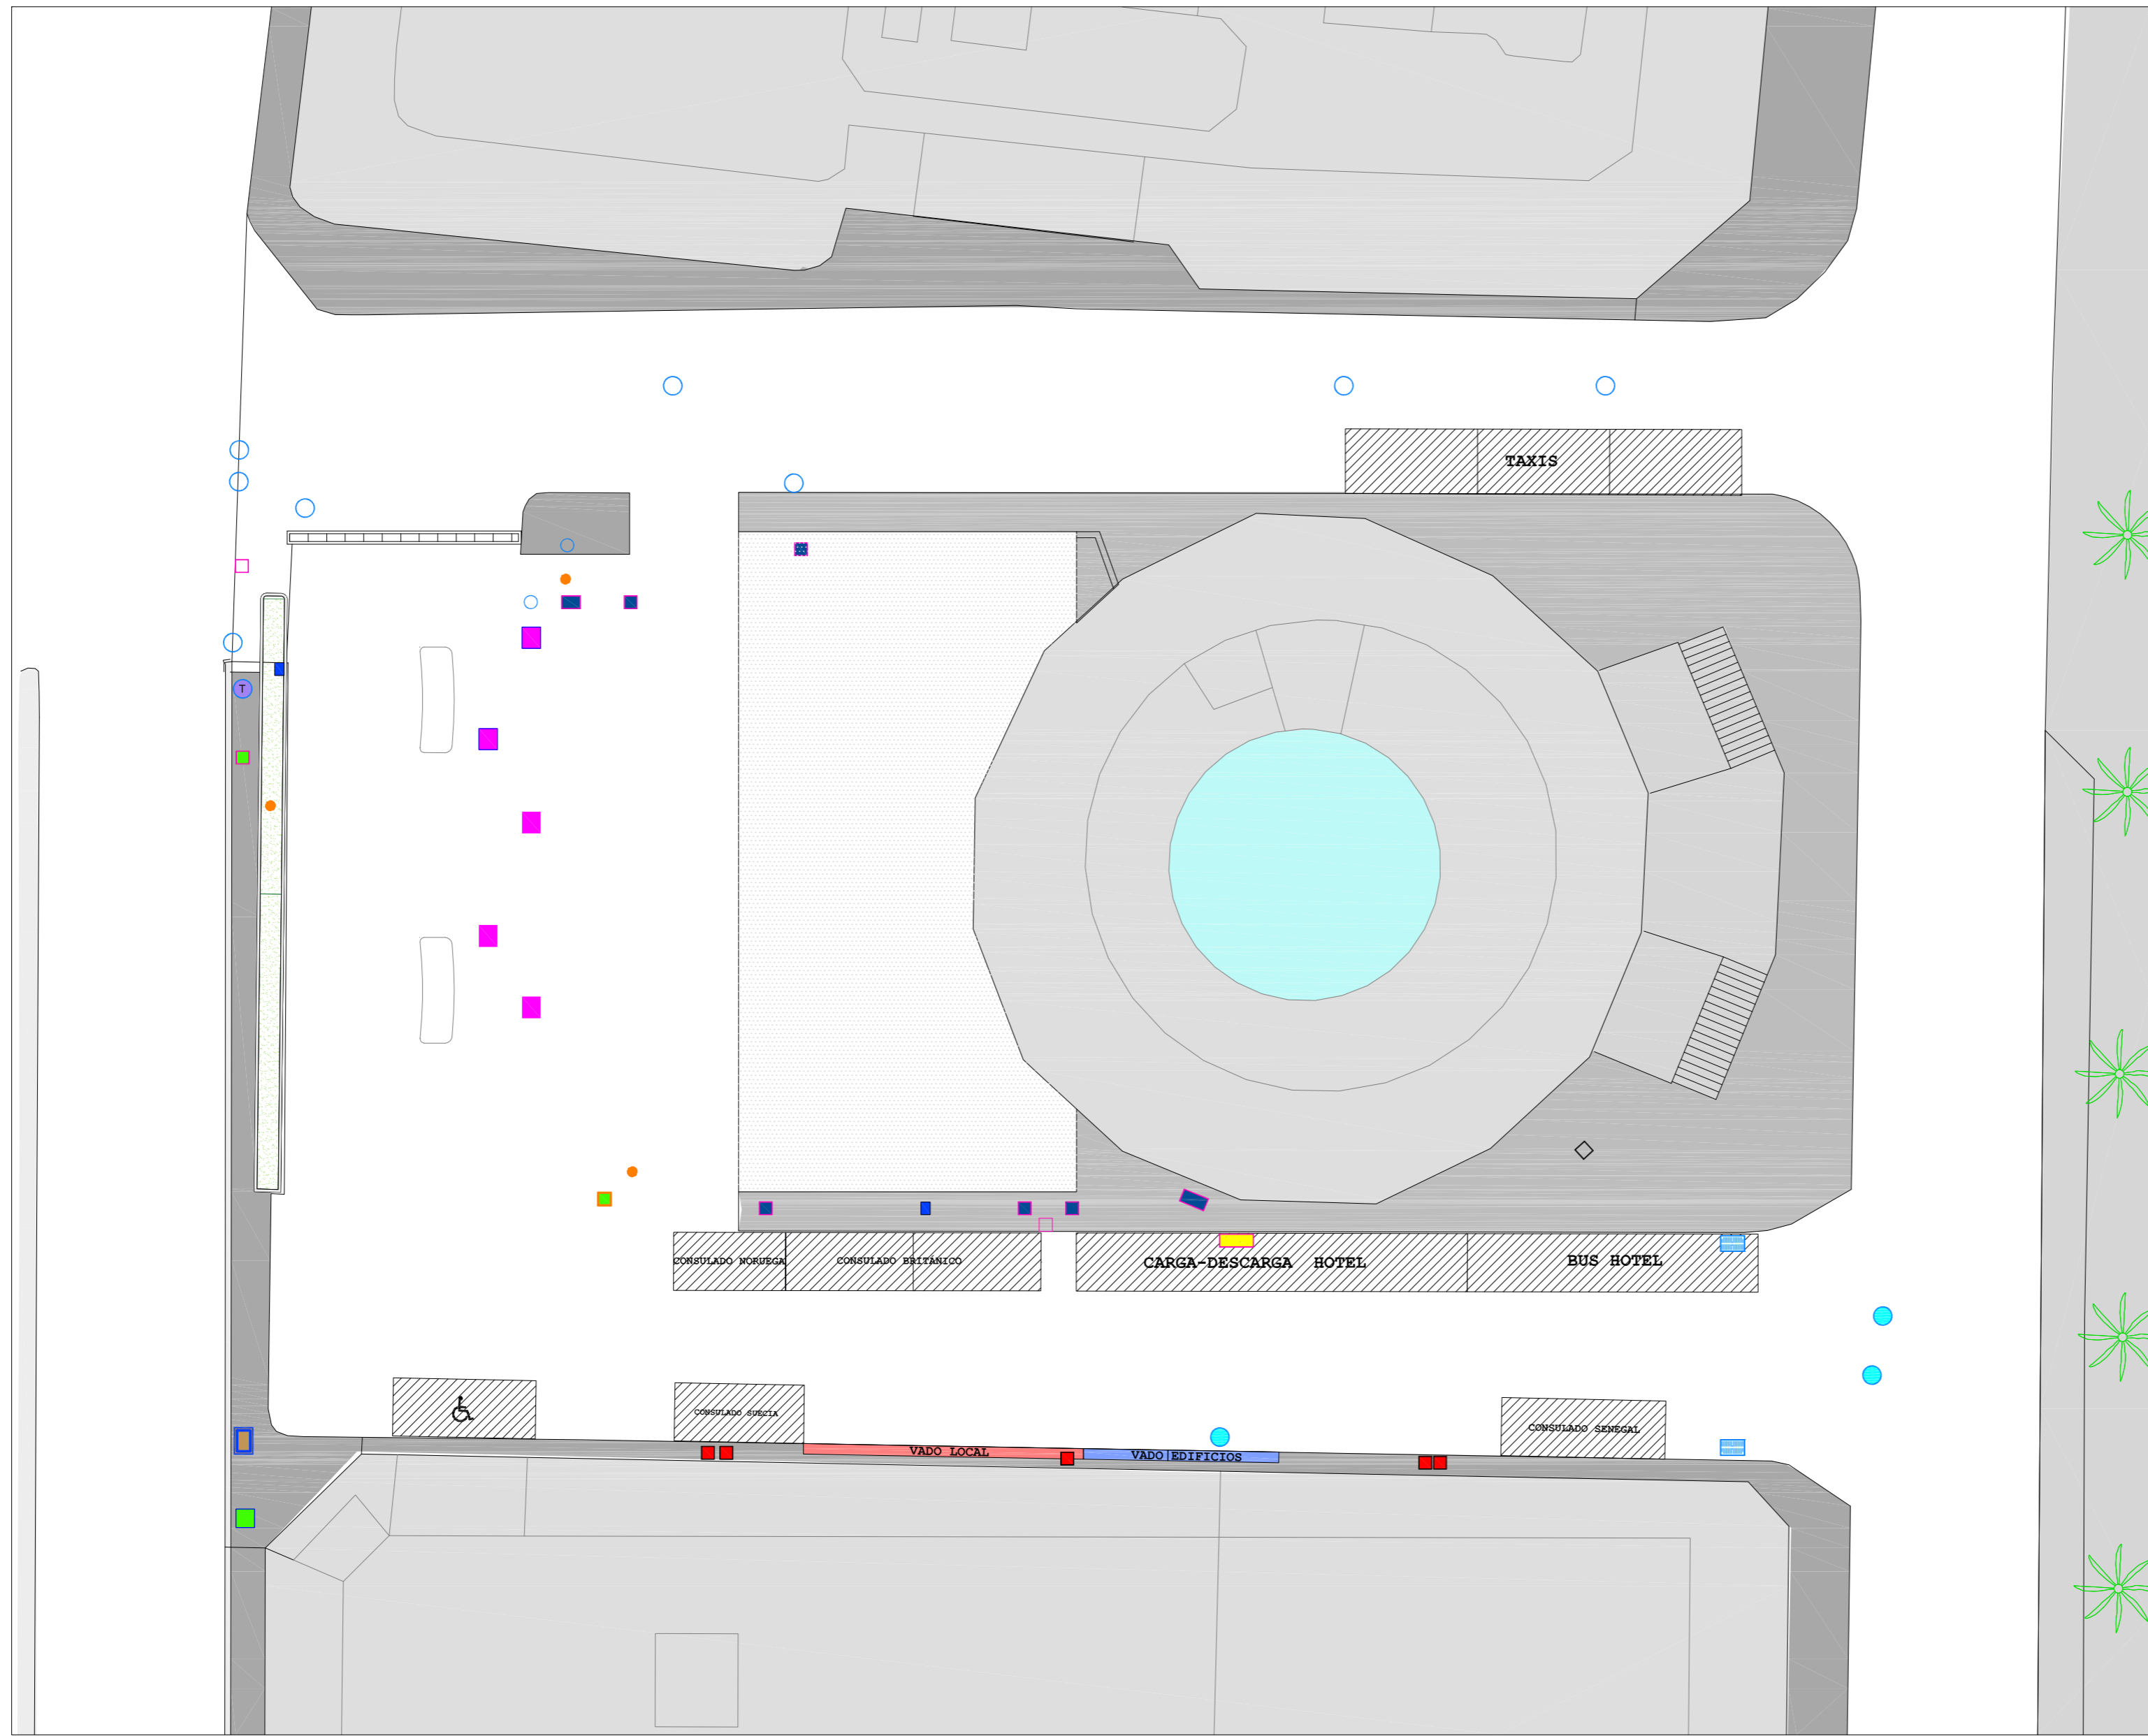 TAXIS
T
CONSULADO NORUEGA
CONSULADO BRITÁNICO
CARGA-DESCARGA HOTEL
BUS HOTEL
CONSULADO SUECIA
CONSULADO SENEGAL
VADO LOCAL
VADO EDIFICIOS